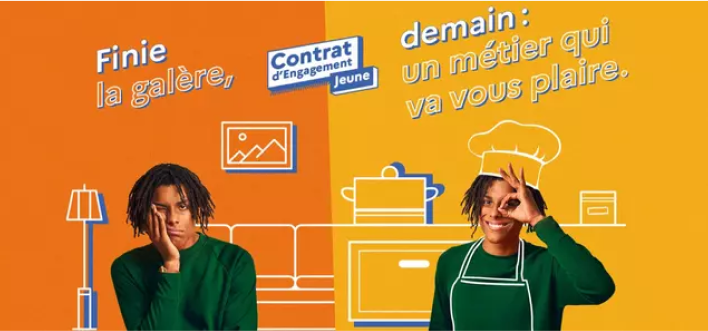 Finie
la galère,
Contrat
d'Engagement
Jeune
demain :
un métier qui
va vous plaire.